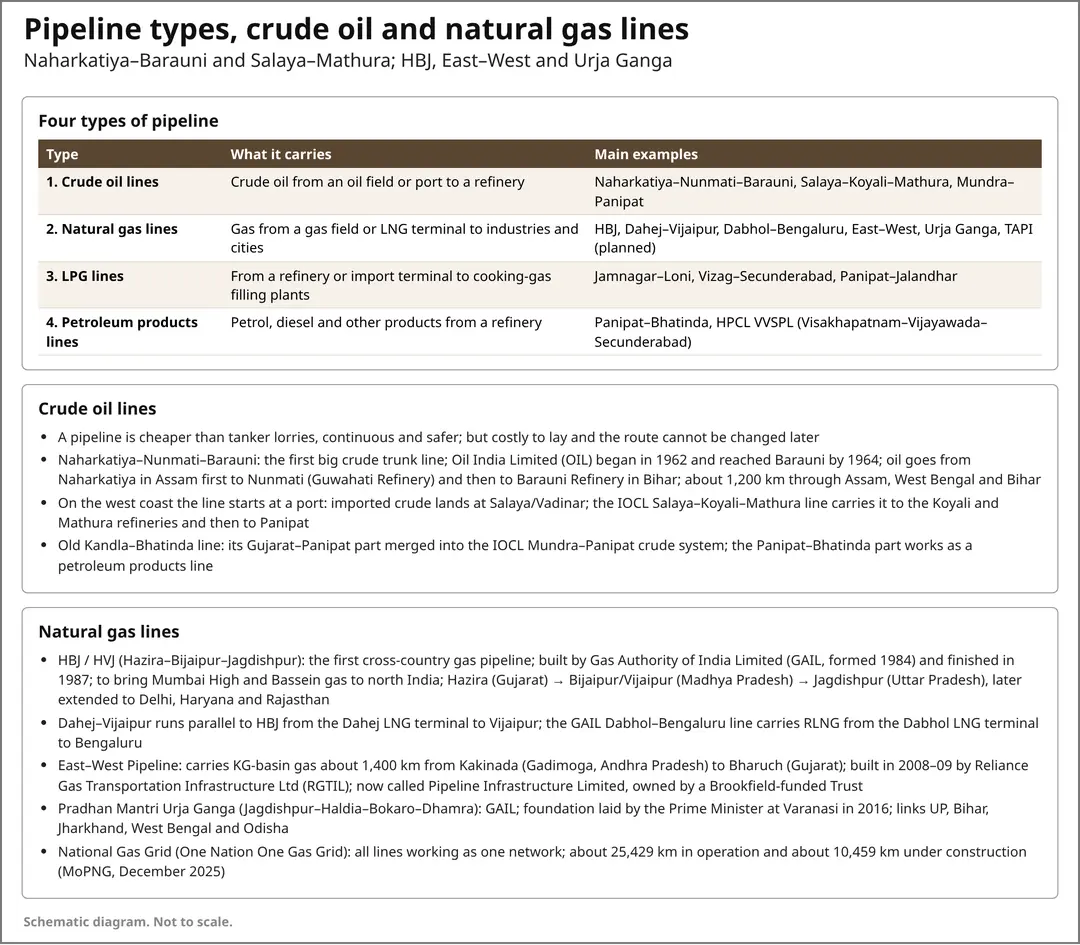 Pipeline types, crude oil and natural gas lines
Naharkatiya–Barauni and Salaya–Mathura; HBJ, East–West and Urja Ganga
Four types of pipeline
Type What it carries Main examples
1. Crude oil lines Crude oil from an oil field or port to a refinery Naharkatiya–Nunmati–Barauni, Salaya–Koyali–Mathura, Mundra–
Panipat
2. Natural gas lines Gas from a gas field or LNG terminal to industries and HBJ, Dahej–Vijaipur, Dabhol–Bengaluru, East–West, Urja Ganga, TAPI
cities (planned)
3. LPG lines From a refinery or import terminal to cooking-gas Jamnagar–Loni, Vizag–Secunderabad, Panipat–Jalandhar
filling plants
4. Petroleum products Petrol, diesel and other products from a refinery Panipat–Bhatinda, HPCL VVSPL (Visakhapatnam–Vijayawada–
lines Secunderabad)
Crude oil lines
• A pipeline is cheaper than tanker lorries, continuous and safer; but costly to lay and the route cannot be changed later
• Naharkatiya–Nunmati–Barauni: the first big crude trunk line; Oil India Limited (OIL) began in 1962 and reached Barauni by 1964; oil goes from
Naharkatiya in Assam first to Nunmati (Guwahati Refinery) and then to Barauni Refinery in Bihar; about 1,200 km through Assam, West Bengal and Bihar
• On the west coast the line starts at a port: imported crude lands at Salaya/Vadinar; the IOCL Salaya–Koyali–Mathura line carries it to the Koyali and
Mathura refineries and then to Panipat
• Old Kandla–Bhatinda line: its Gujarat–Panipat part merged into the IOCL Mundra–Panipat crude system; the Panipat–Bhatinda part works as a
petroleum products line
Natural gas lines
• HBJ / HVJ (Hazira–Bijaipur–Jagdishpur): the first cross-country gas pipeline; built by Gas Authority of India Limited (GAIL, formed 1984) and finished in
1987; to bring Mumbai High and Bassein gas to north India; Hazira (Gujarat) → Bijaipur/Vijaipur (Madhya Pradesh) → Jagdishpur (Uttar Pradesh), later
extended to Delhi, Haryana and Rajasthan
• Dahej–Vijaipur runs parallel to HBJ from the Dahej LNG terminal to Vijaipur; the GAIL Dabhol–Bengaluru line carries RLNG from the Dabhol LNG terminal
to Bengaluru
• East–West Pipeline: carries KG-basin gas about 1,400 km from Kakinada (Gadimoga, Andhra Pradesh) to Bharuch (Gujarat); built in 2008–09 by Reliance
Gas Transportation Infrastructure Ltd (RGTIL); now called Pipeline Infrastructure Limited, owned by a Brookfield-funded Trust
• Pradhan Mantri Urja Ganga (Jagdishpur–Haldia–Bokaro–Dhamra): GAIL; foundation laid by the Prime Minister at Varanasi in 2016; links UP, Bihar,
Jharkhand, West Bengal and Odisha
• National Gas Grid (One Nation One Gas Grid): all lines working as one network; about 25,429 km in operation and about 10,459 km under construction
(MoPNG, December 2025)
Schematic diagram. Not to scale.